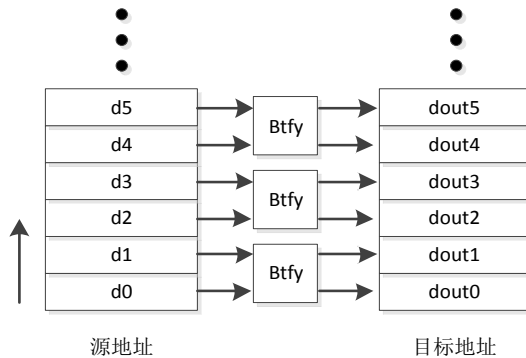 d5 Btfy dout5
d4 dout4
d3 Btfy dout3
d2 dout2
d1 Btfy dout1
d0 dout0
源地址 目标地址